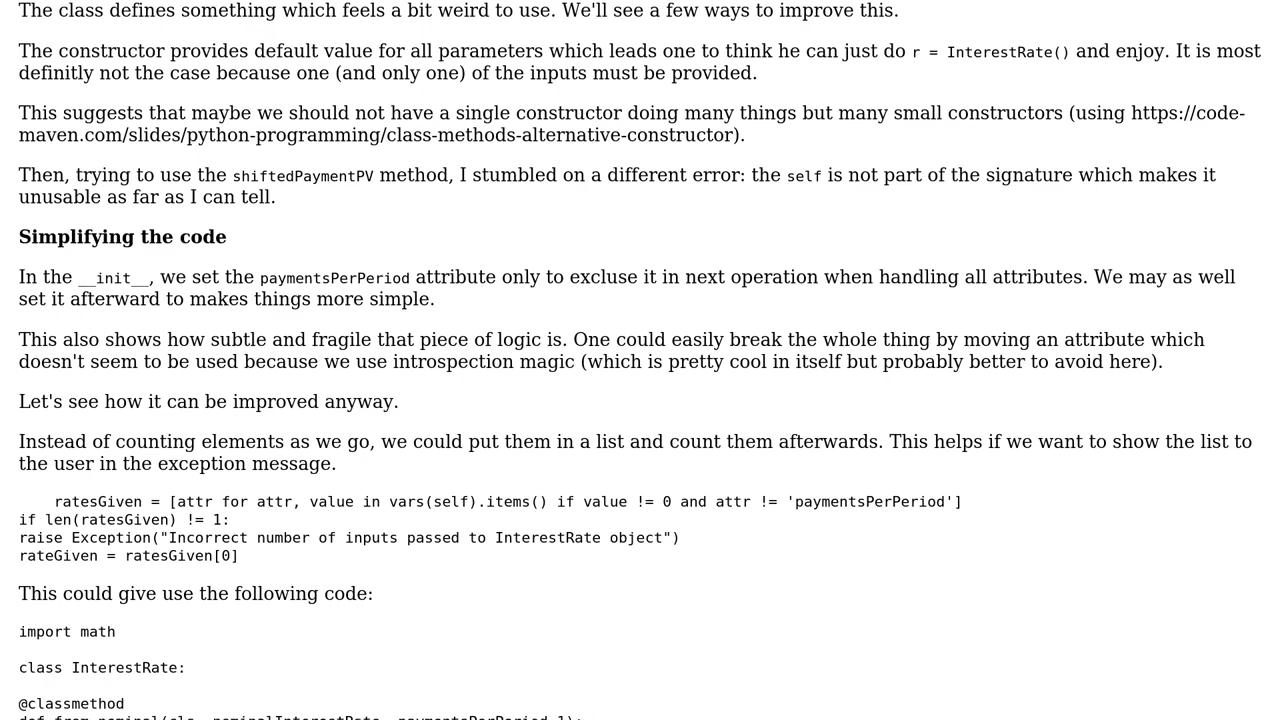 The class defines something which feels a bit weird to use. We'll see a few ways to improve this.
The constructor provides default value for all parameters which leads one to think he can just do r = InterestRate() and enjoy. It is most
definitly not the case because one (and only one) of the inputs must be provided.
This suggests that maybe we should not have a single constructor doing many things but many small constructors (using https://code-
maven.com/slides/python-programming/class-methods-alternative-constructor).
Then, trying to use the shiftedPaymentPV method, I stumbled on a different error: the self is not part of the signature which makes it
unusable as far as I can tell.
Simplifying the code
In the __init__, we set the paymentsPerPeriod attribute only to excluse it in next operation when handling all attributes. We may as well
set it afterward to makes things more simple.
This also shows how subtle and fragile that piece of logic is. One could easily break the whole thing by moving an attribute which
doesn't seem to be used because we use introspection magic (which is pretty cool in itself but probably better to avoid here).
Let's see how it can be improved anyway.
Instead of counting elements as we go, we could put them in a list and count them afterwards. This helps if we want to show the list to
the user in the exception message.
    ratesGiven = [attr for attr, value in vars(self).items() if value != 0 and attr != 'paymentsPerPeriod']
if len(ratesGiven) != 1:
raise Exception("Incorrect number of inputs passed to InterestRate object")
rateGiven = ratesGiven[0]
This could give use the following code:
import math
class InterestRate:
@classmethod
def from_nominal(cls, nominalInterestRate, paymentsPerPeriod=1):